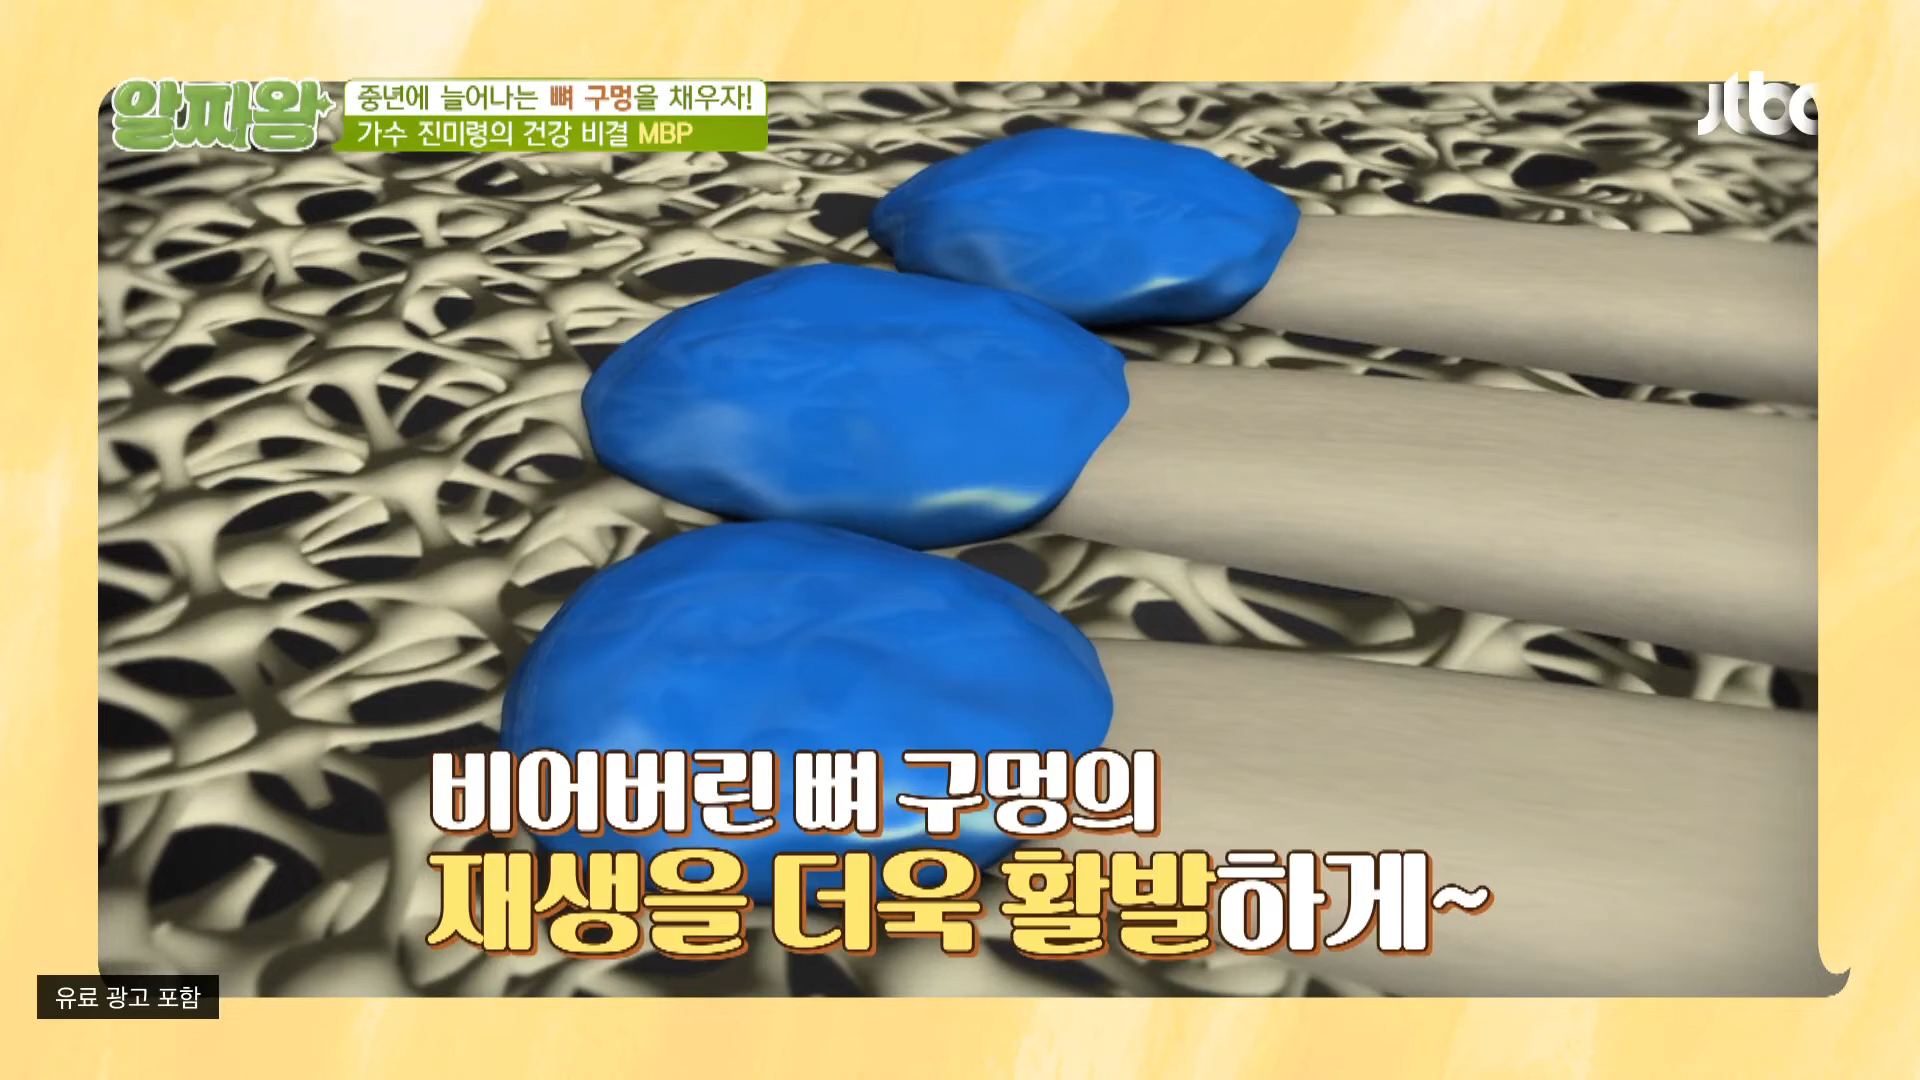 알짜왕
중년에 늘어나는 뼈 구멍을 채우자!
가수 진미령의 건강 비결 MBP
jtbc
비어버린 뼈 구멍의
재생을 더욱 활발하게~
유료 광고 포함